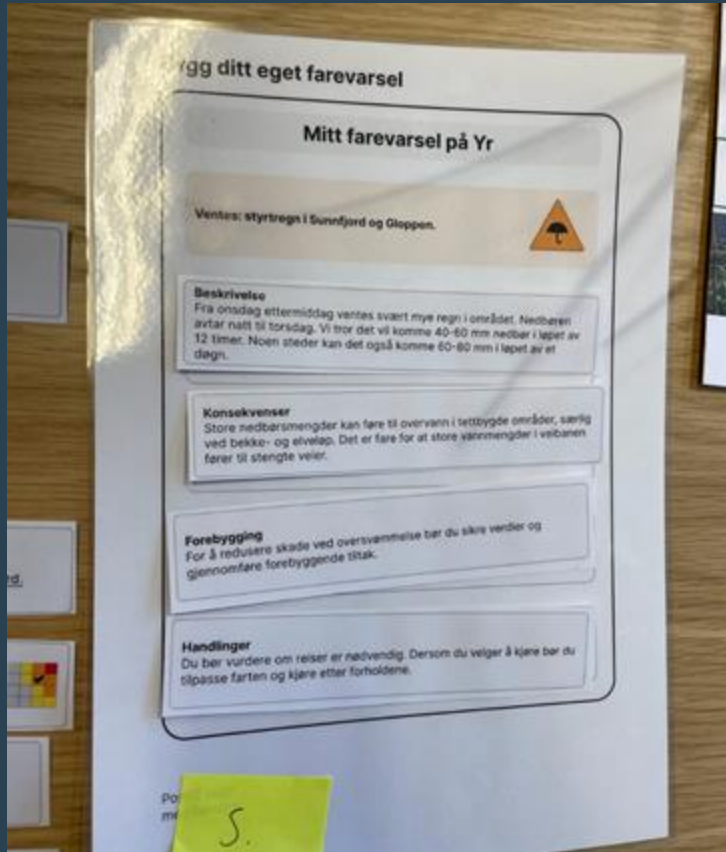 ygg ditt eget farevarsel
Mitt farevarsel på Yr
Ventes: styrtregn i Sunnfjord og Gloppen.
Beskrivelse
Fra onsdag ettermiddag ventes svært mye regn i området. Nedbøren
avtar natt til torsdag. Vi tror det vil komme 40-60 mm nedbør i løpet av
12 timer. Noen steder kan det også komme 60-80 mm i løpet av et
døgn.
Konsekvenser
Store nedbørsmengder kan føre til overvann i tettbygde områder, særlig
ved bekke- og elveløp. Det er fare for at store vannmengder i veibanen
fører til stengte veier.
Forebygging
For å redusere skade ved oversvømmelse bør du sikre verdier og
gjennomføre forebyggende tiltak.
Handlinger
Du bør vurdere om reiser er nødvendig. Dersom du velger å kjøre bør du
tilpasse farten og kjøre etter forholdene.
rd.
Po
me
S.